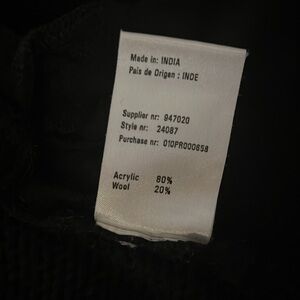 Made in: INDIA
Pais de Origen : INDE
Supplier nr: 947020
Style nr: 24087
Purchase nr: 010PR000658
Acrylic 80%
Wool 20%